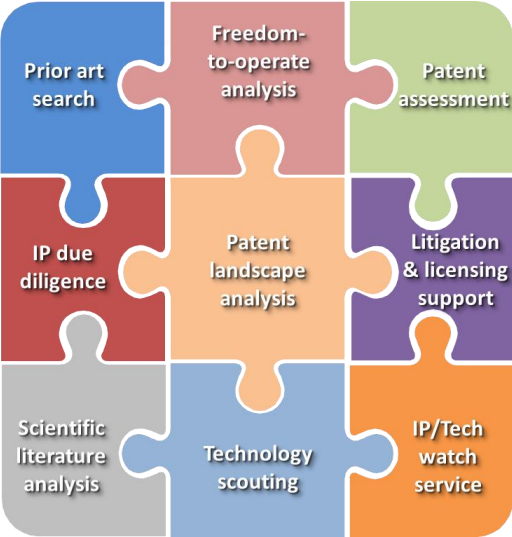 Prior art
search
Freedom-
to-operate
analysis
Patent
assessment
IP due
diligence
Patent
landscape
analysis
Litigation
& licensing
support
Scientific
literature
analysis
Technology
scouting
IP/Tech
watch
service